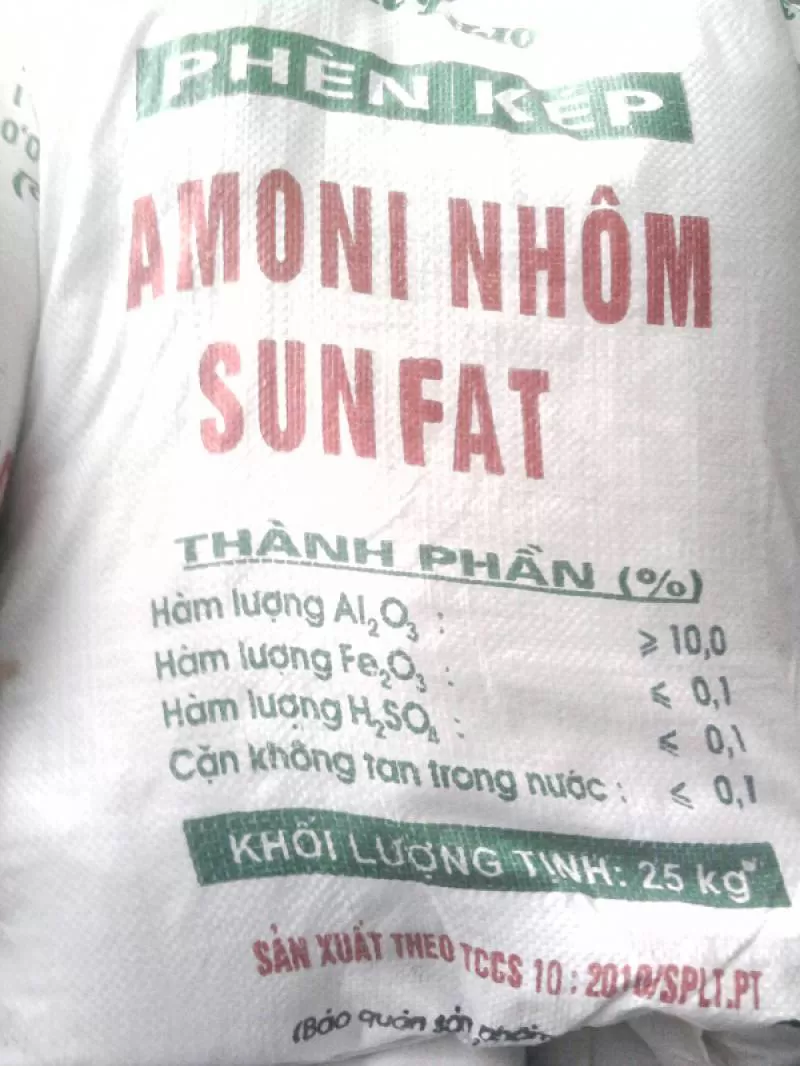 PHÈN KÉP
AMONI NHÔM
SUNFAT
THÀNH PHẦN (%)
Hàm lượng Al₂O₃ : ⩾ 10,0
Hàm lượng Fe₂O₃ : ⩽ 0,1
Hàm lượng H₂SO₄ : ⩽ 0,1
Cặn không tan trong nước : ⩽ 0,1
KHỐI LƯỢNG TỊNH: 25 kg
SẢN XUẤT THEO TCCS 10 : 2010/SPLT.PT
(Bảo quản sản